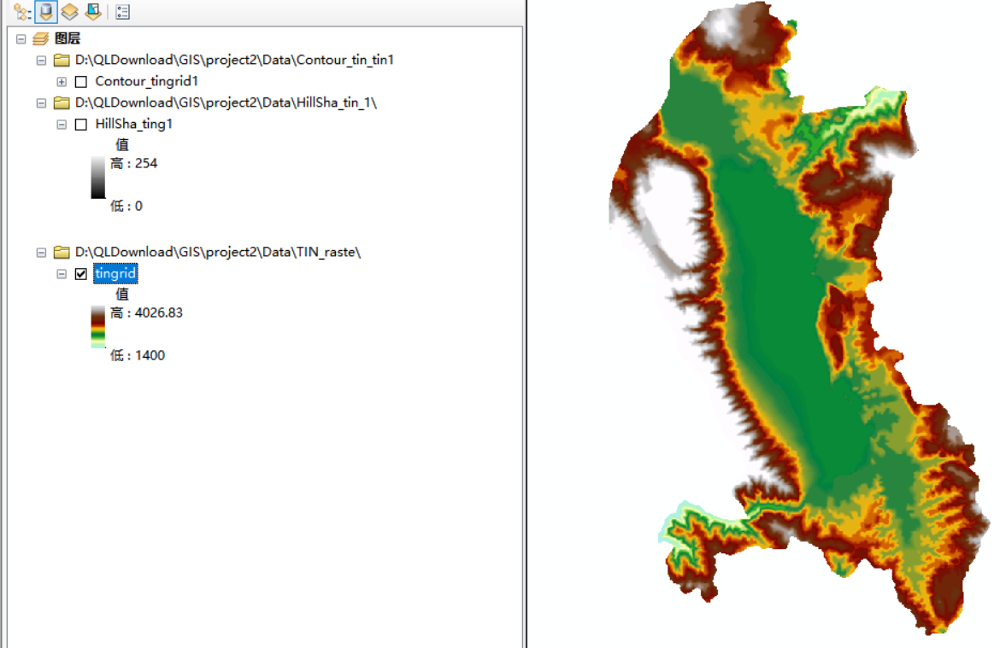 图层
D:\QLDownload\GIS\project2\Data\Contour_tin_tin1
Contour_tingrid1
D:\QLDownload\GIS\project2\Data\HillSha_tin_1\
HillSha_ting1
值
高 : 254
低 : 0
D:\QLDownload\GIS\project2\Data\TIN_raste\
tingrid
值
高 : 4026.83
低 : 1400